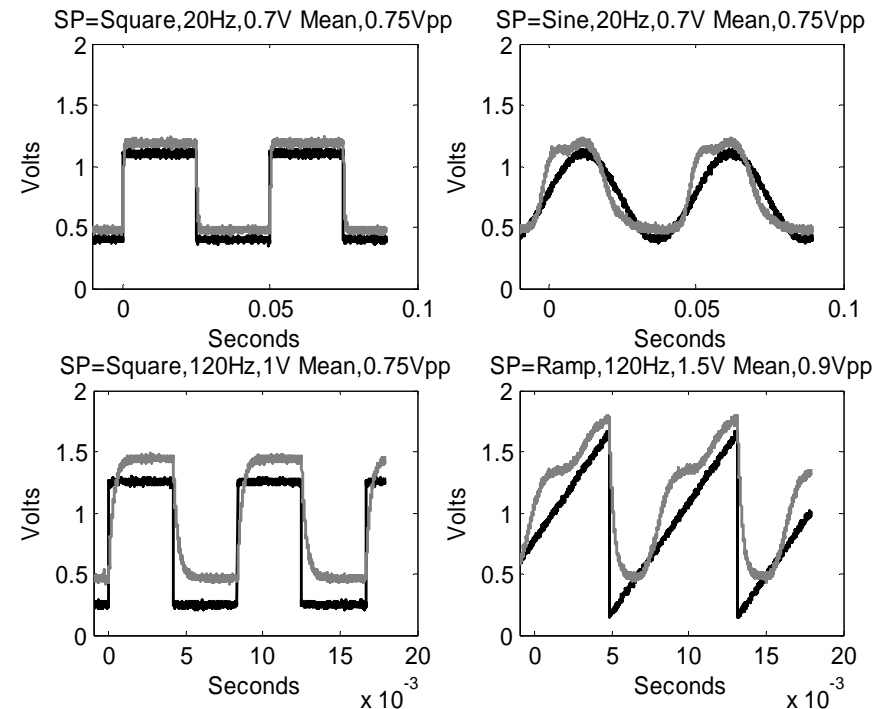 SP=Square,20Hz,0.7V Mean,0.75Vpp
2
1.5
1
0.5
0
Volts
0
0.05
0.1
Seconds
SP=Sine,20Hz,0.7V Mean,0.75Vpp
2
1.5
1
0.5
0
Volts
0
0.05
0.1
Seconds
SP=Square,120Hz,1V Mean,0.75Vpp
2
1.5
1
0.5
0
Volts
0
5
10
15
20
Seconds
x 10^-3
SP=Ramp,120Hz,1.5V Mean,0.9Vpp
2
1.5
1
0.5
0
Volts
0
5
10
15
20
Seconds
x 10^-3